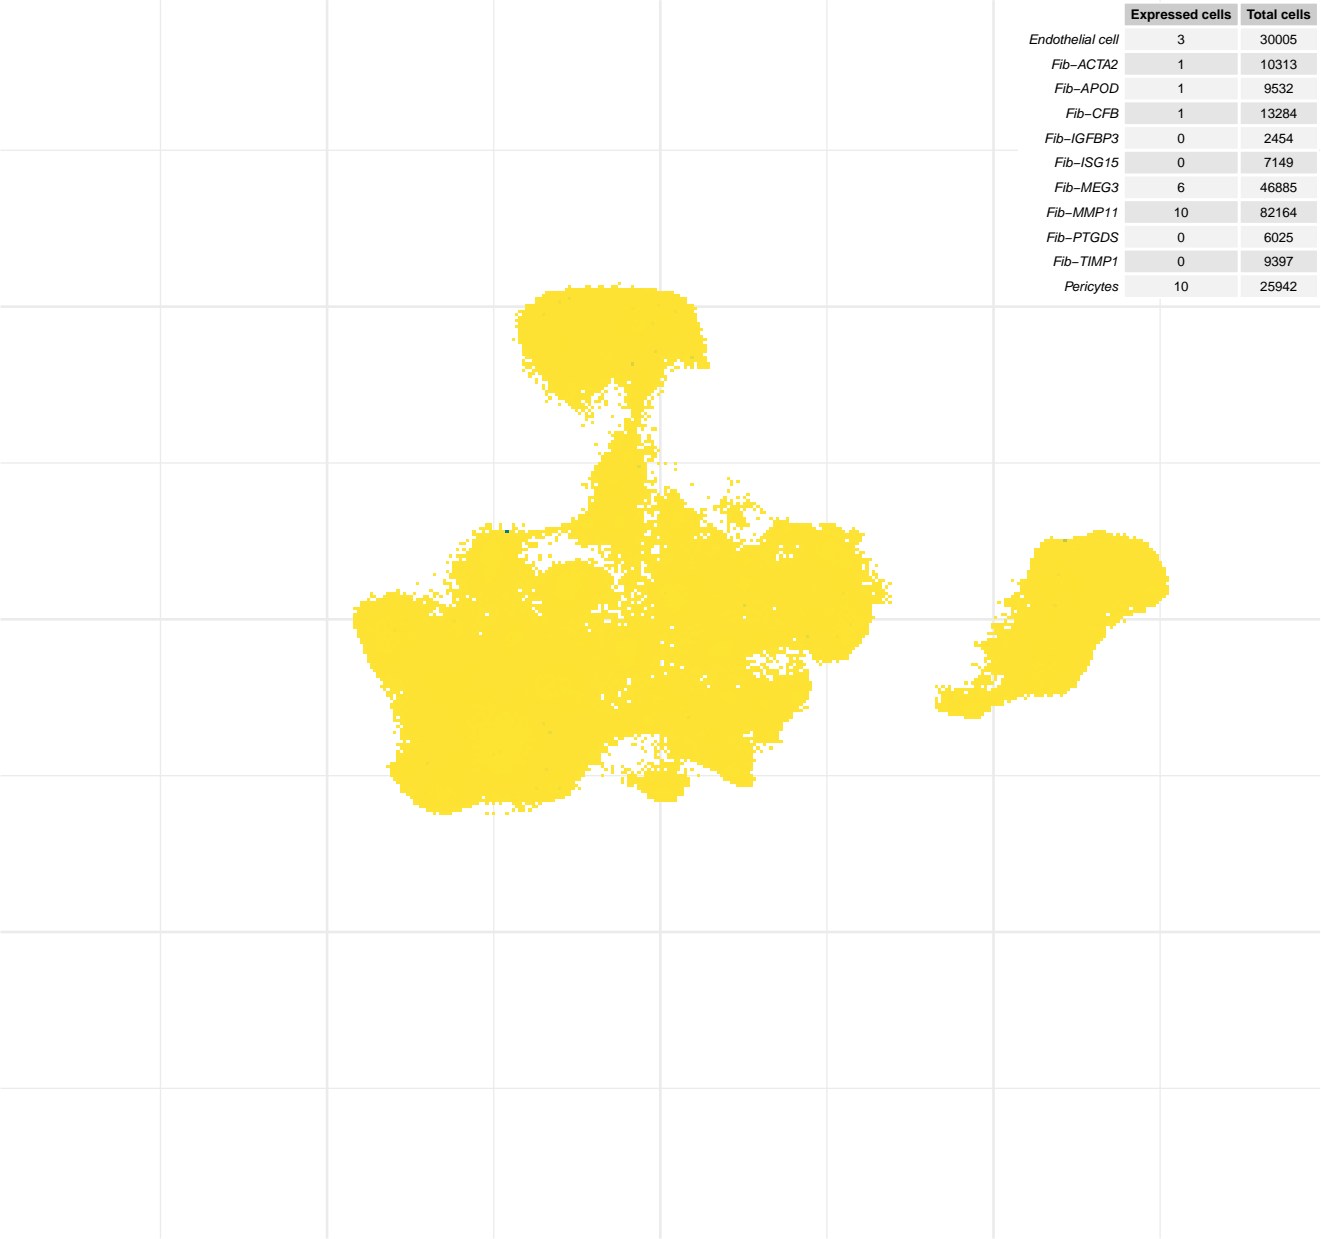 Expressed cells Total cells
Endothelial cell 3 30005
Fib−ACTA2 1 10313
Fib−APOD 1 9532
Fib−CFB 1 13284
Fib−IGFBP3 0 2454
Fib−ISG15 0 7149
Fib−MEG3 6 46885
Fib−MMP11 10 82164
Fib−PTGDS 0 6025
Fib−TIMP1 0 9397
Pericytes 10 25942